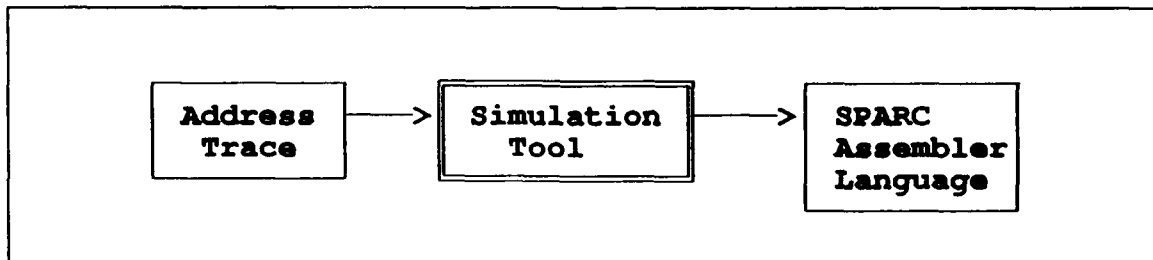 Address
Trace
Simulation
Tool
SPARC
Assembler
Language